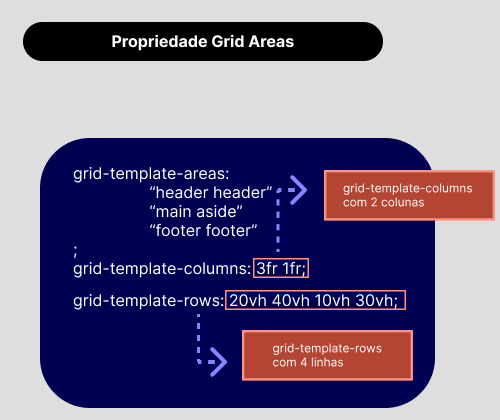 Propriedade Grid Areas
grid-template-areas:
“header header”
“main aside”
“footer footer”
;
grid-template-columns: 3fr 1fr;
grid-template-rows: 20vh 40vh 10vh 30vh;
grid-template-columns
com 2 colunas
grid-template-rows
com 4 linhas